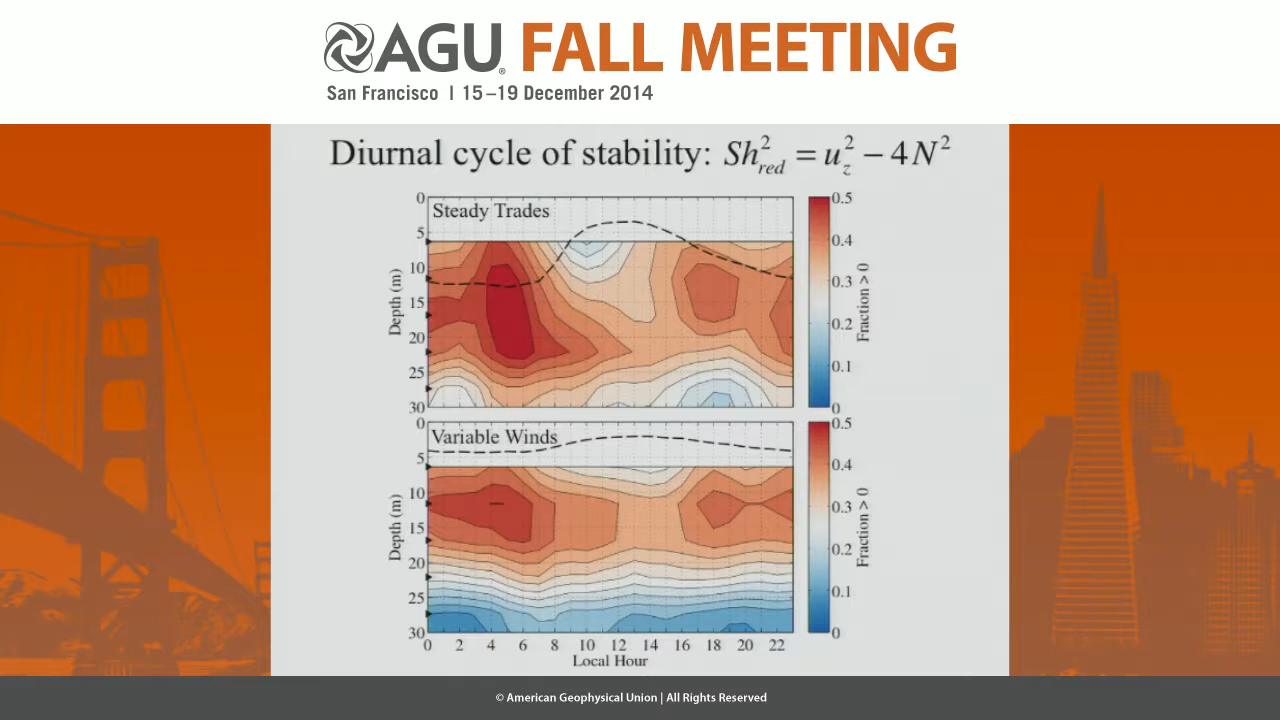 AGU® FALL MEETING
San Francisco | 15–19 December 2014
Diurnal cycle of stability: Sh²_red = u²_z − 4N²
0
5
10
15
20
25
30
Depth (m)
Steady Trades
0.5
0.4
0.3
0.2
0.1
0
Fraction > 0
0
5
10
15
20
25
30
Depth (m)
Variable Winds
0.5
0.4
0.3
0.2
0.1
0
Fraction > 0
0 2 4 6 8 10 12 14 16 18 20 22
Local Hour
© American Geophysical Union | All Rights Reserved